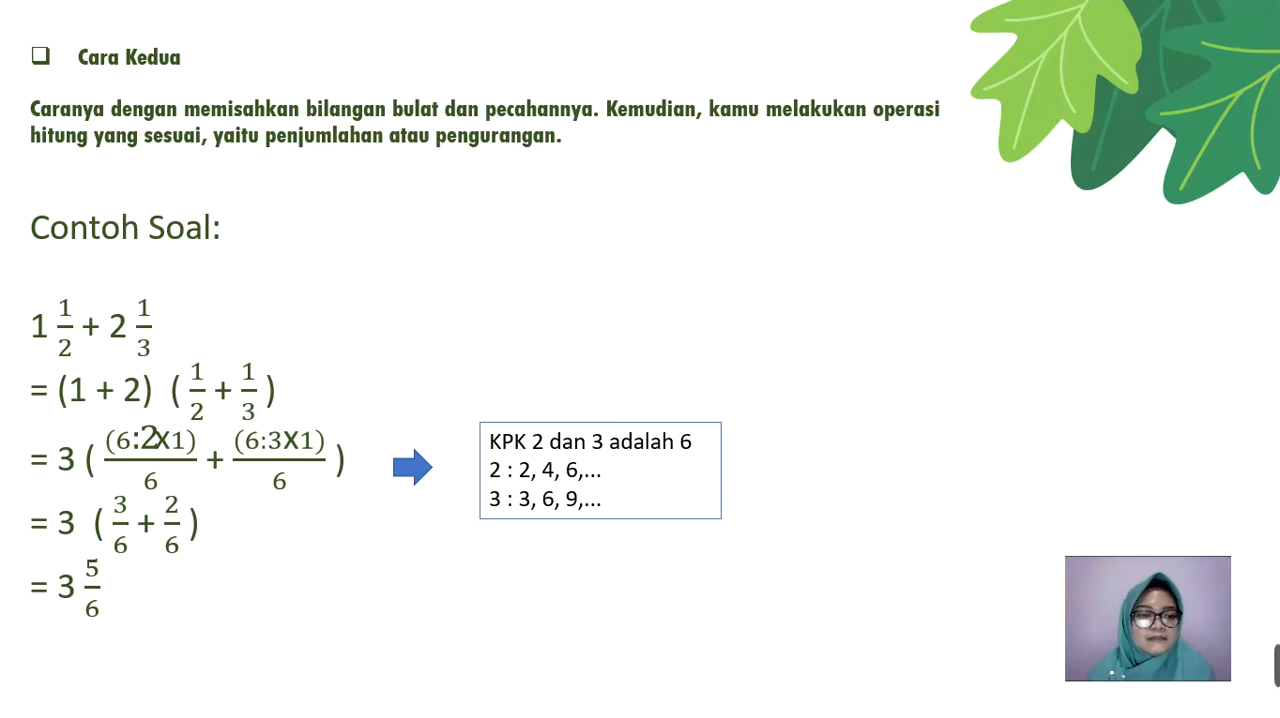 Cara Kedua
Caranya dengan memisahkan bilangan bulat dan pecahannya. Kemudian, kamu melakukan operasi
hitung yang sesuai, yaitu penjumlahan atau pengurangan.
Contoh Soal:
1 1/2 + 2 1/3
= (1 + 2) ( 1/2 + 1/3 )
= 3 ( (6:2X1)/6 + (6:3X1)/6 )
KPK 2 dan 3 adalah 6
2 : 2, 4, 6,...
3 : 3, 6, 9,...
= 3 ( 3/6 + 2/6 )
= 3 5/6